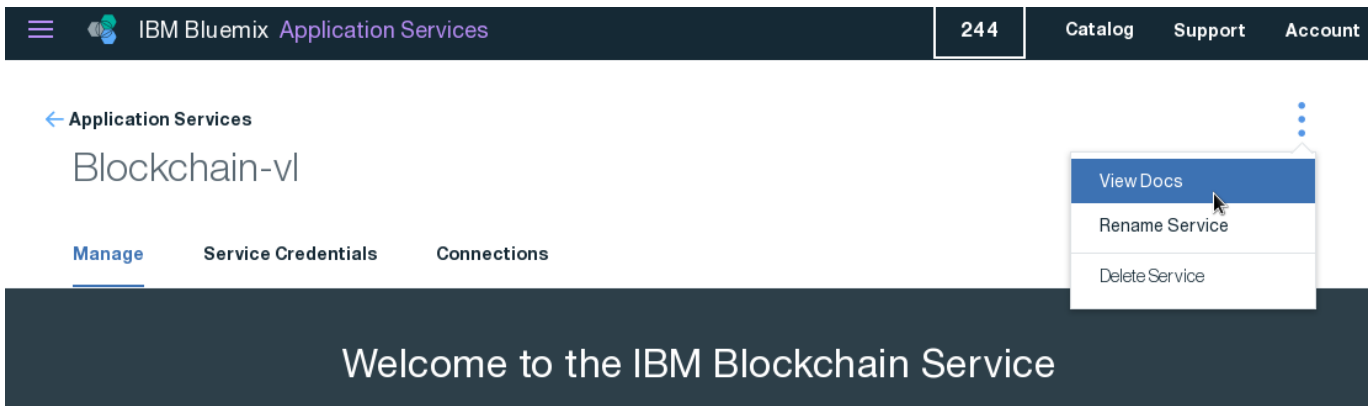 IBM Bluemix Application Services 244 Catalog Support Account
Application Services
Blockchain-vl
View Docs
Rename Service
Delete Service
Manage Service Credentials Connections
Welcome to the IBM Blockchain Service